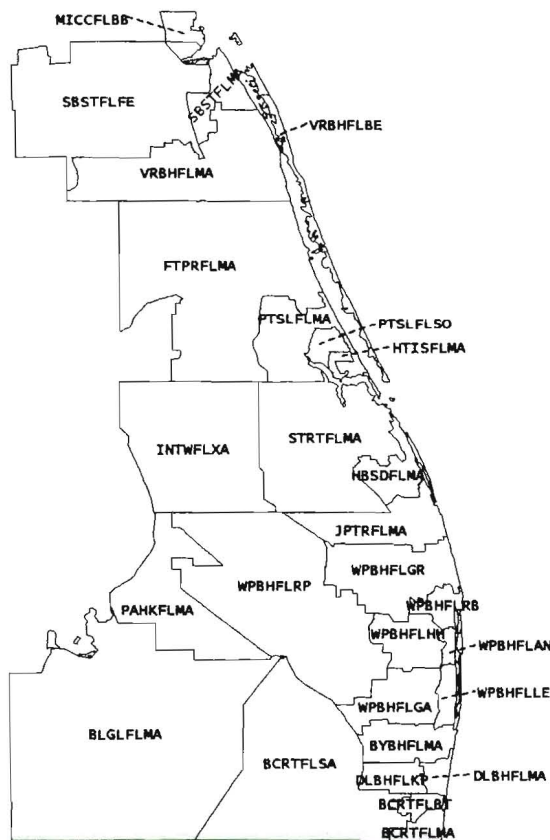 MICCFLBB
SBSTFLFE
SBSTFLMA
VRBHFLBE
VRBHFLMA
FTPRFLMA
PTSLFLMA
PTSLFLSO
HTISFLMA
STRTFLMA
INTWFLXA
HBSDFLMA
JPTRFLMA
WPBHFLGR
WPBHFLRP
WPBHFLRB
PAHKFLMA
WPBHFLHH
WPBHFLAN
WPBHFLLE
WPBHFLGA
BLGLFLMA
BYBHFLMA
BCRTFLSA
DLBHFLKP
DLBHFLMA
BCRTFLBT
BCRTFLMA